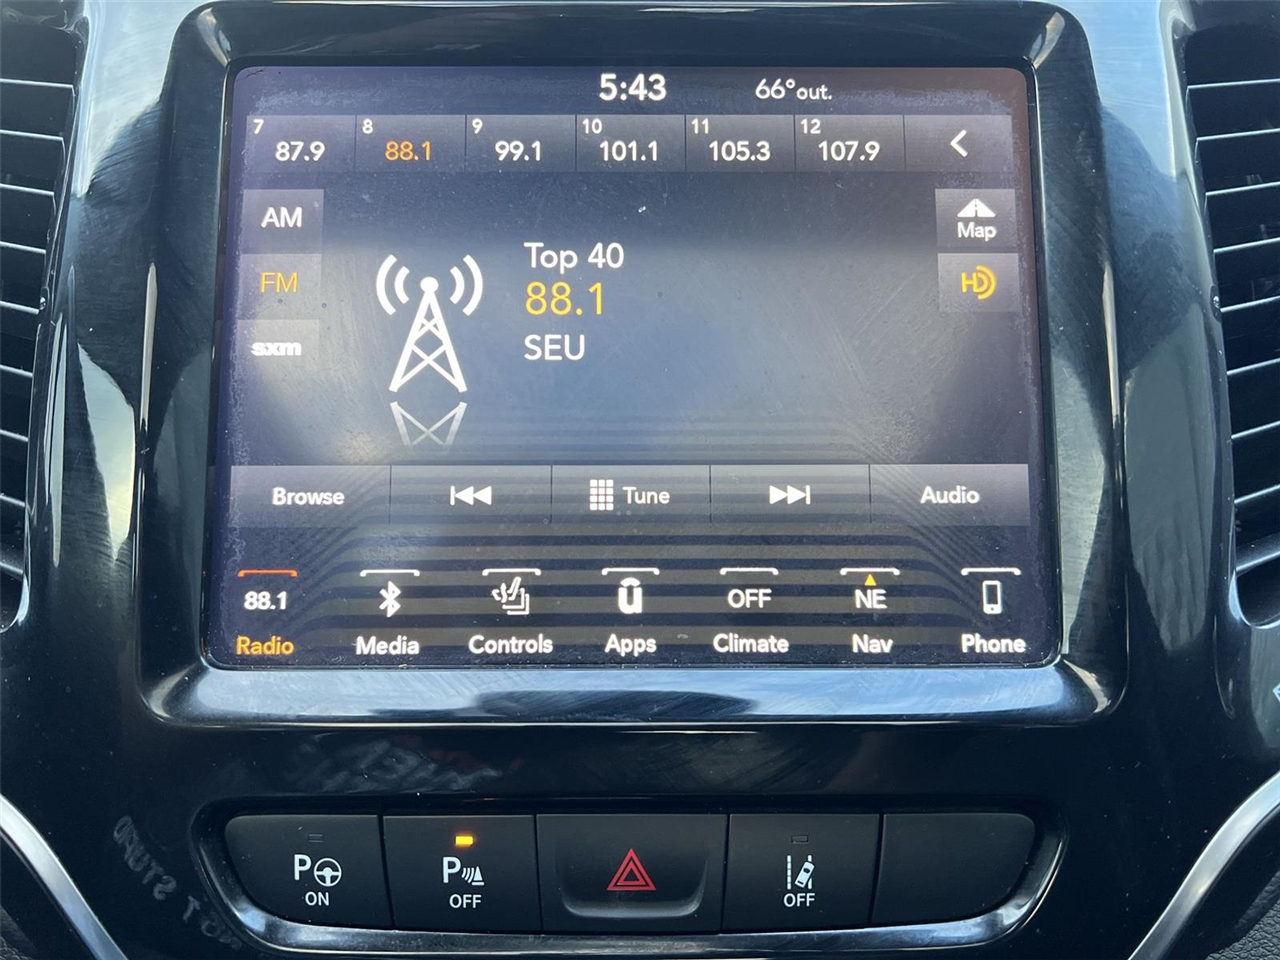 5:43 66°out.
7 8 9 10 11 12
87.9 88.1 99.1 101.1 105.3 107.9
AM
Map
Top 40
FM
88.1
HD
sxm
SEU
Browse Tune Audio
88.1 OFF NE
Radio Media Controls Apps Climate Nav Phone
P P
ON OFF OFF